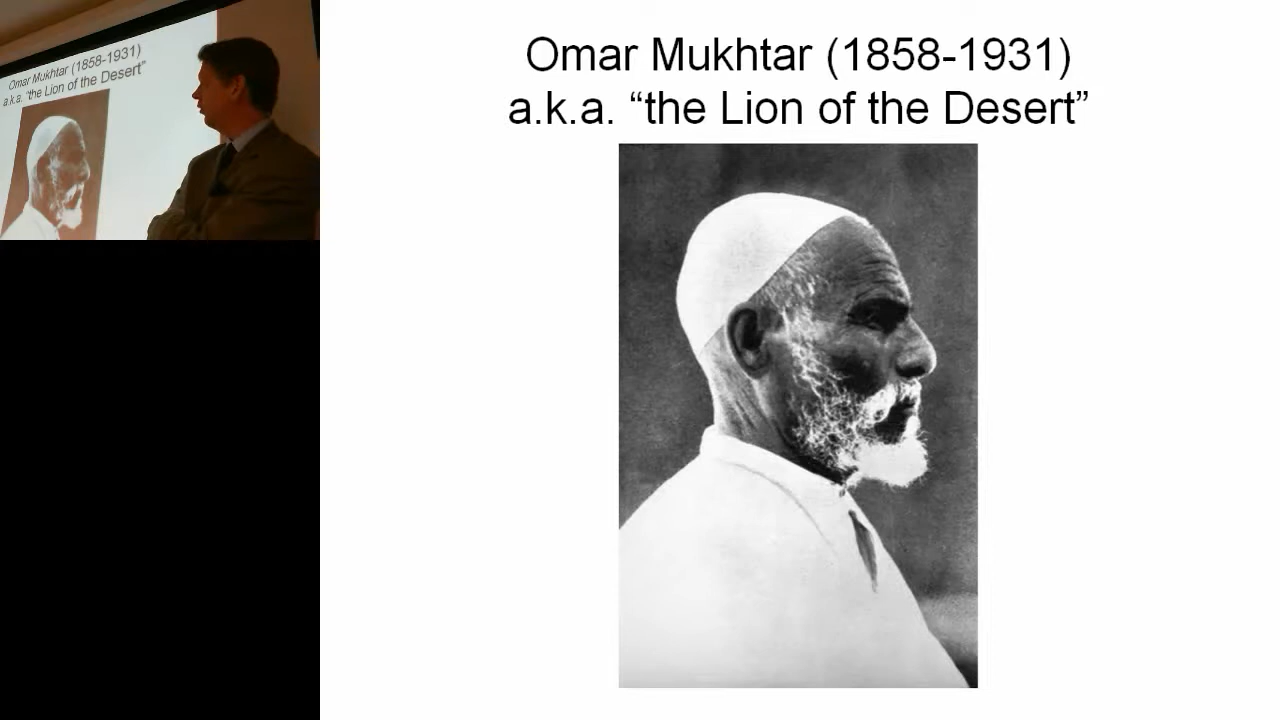 Omar Mukhtar (1858-1931)
a.k.a. “the Lion of the Desert”
Omar Mukhtar (1858-1931)
a.k.a. “the Lion of the Desert”